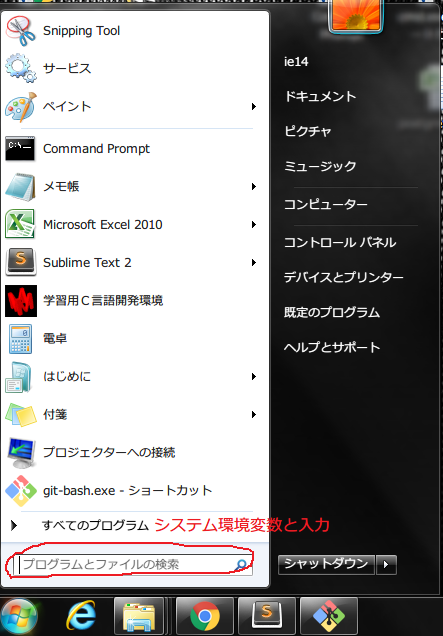 Snipping Tool
サービス
ペイント
Command Prompt
メモ帳
Microsoft Excel 2010
Sublime Text 2
学習用C言語開発環境
電卓
はじめに
付箋
プロジェクターへの接続
git-bash.exe - ショートカット
すべてのプログラム システム環境変数と入力
プログラムとファイルの検索
ie14
ドキュメント
ピクチャ
ミュージック
コンピューター
コントロール パネル
デバイスとプリンター
既定のプログラム
ヘルプとサポート
シャットダウン